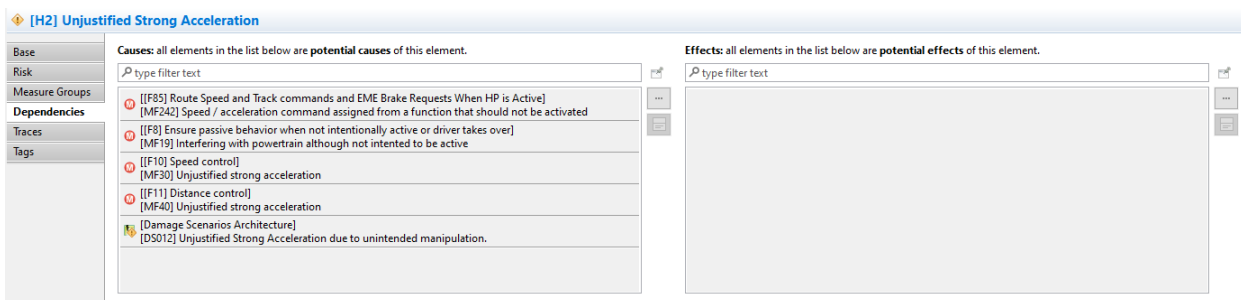 [H2] Unjustified Strong Acceleration
Base
Risk
Measure Groups
Dependencies
Traces
Tags
Causes: all elements in the list below are potential causes of this element.
type filter text
[[F85] Route Speed and Track commands and EME Brake Requests When HP is Active]
[MF242] Speed / acceleration command assigned from a function that should not be activated
[[F8] Ensure passive behavior when not intentionally active or driver takes over]
[MF19] Interfering with powertrain although not intented to be active
[[F10] Speed control]
[MF30] Unjustified strong acceleration
[[F11] Distance control]
[MF40] Unjustified strong acceleration
[Damage Scenarios Architecture]
[DS012] Unjustified Strong Acceleration due to unintended manipulation.
...
Effects: all elements in the list below are potential effects of this element.
type filter text
...